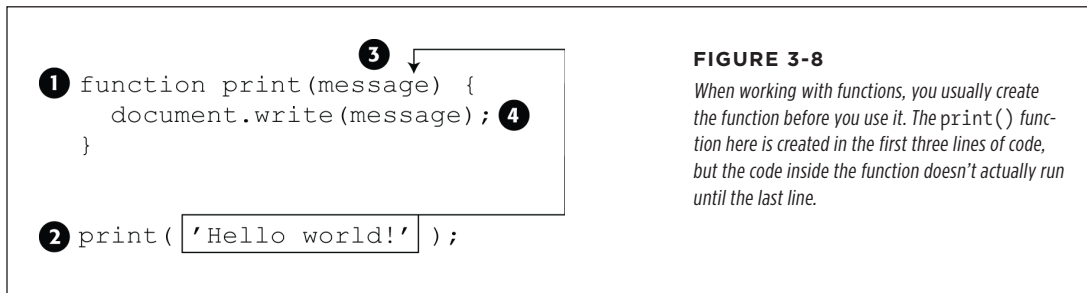 3
1 function print(message) {
document.write(message); 4
}
2 print( 'Hello world!' );
FIGURE 3-8
When working with functions, you usually create
the function before you use it. The print() func-
tion here is created in the first three lines of code,
but the code inside the function doesn’t actually run
until the last line.